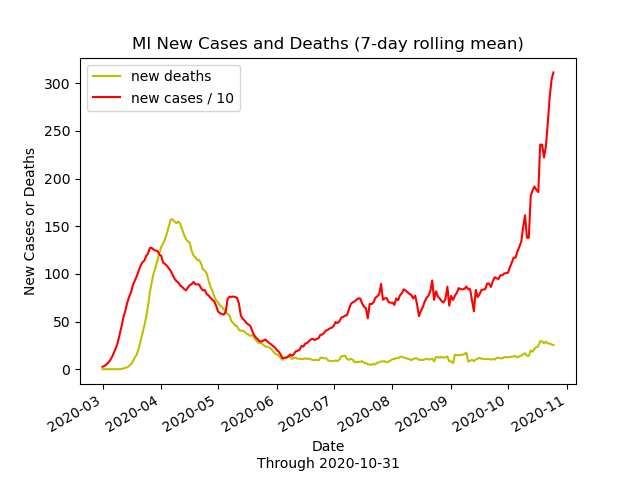 MI New Cases and Deaths (7-day rolling mean)
new deaths
new cases / 10
New Cases or Deaths
300
250
200
150
100
50
0
2020-03
2020-04
2020-05
2020-06
2020-07
2020-08
2020-09
2020-10
2020-11
Date
Through 2020-10-31